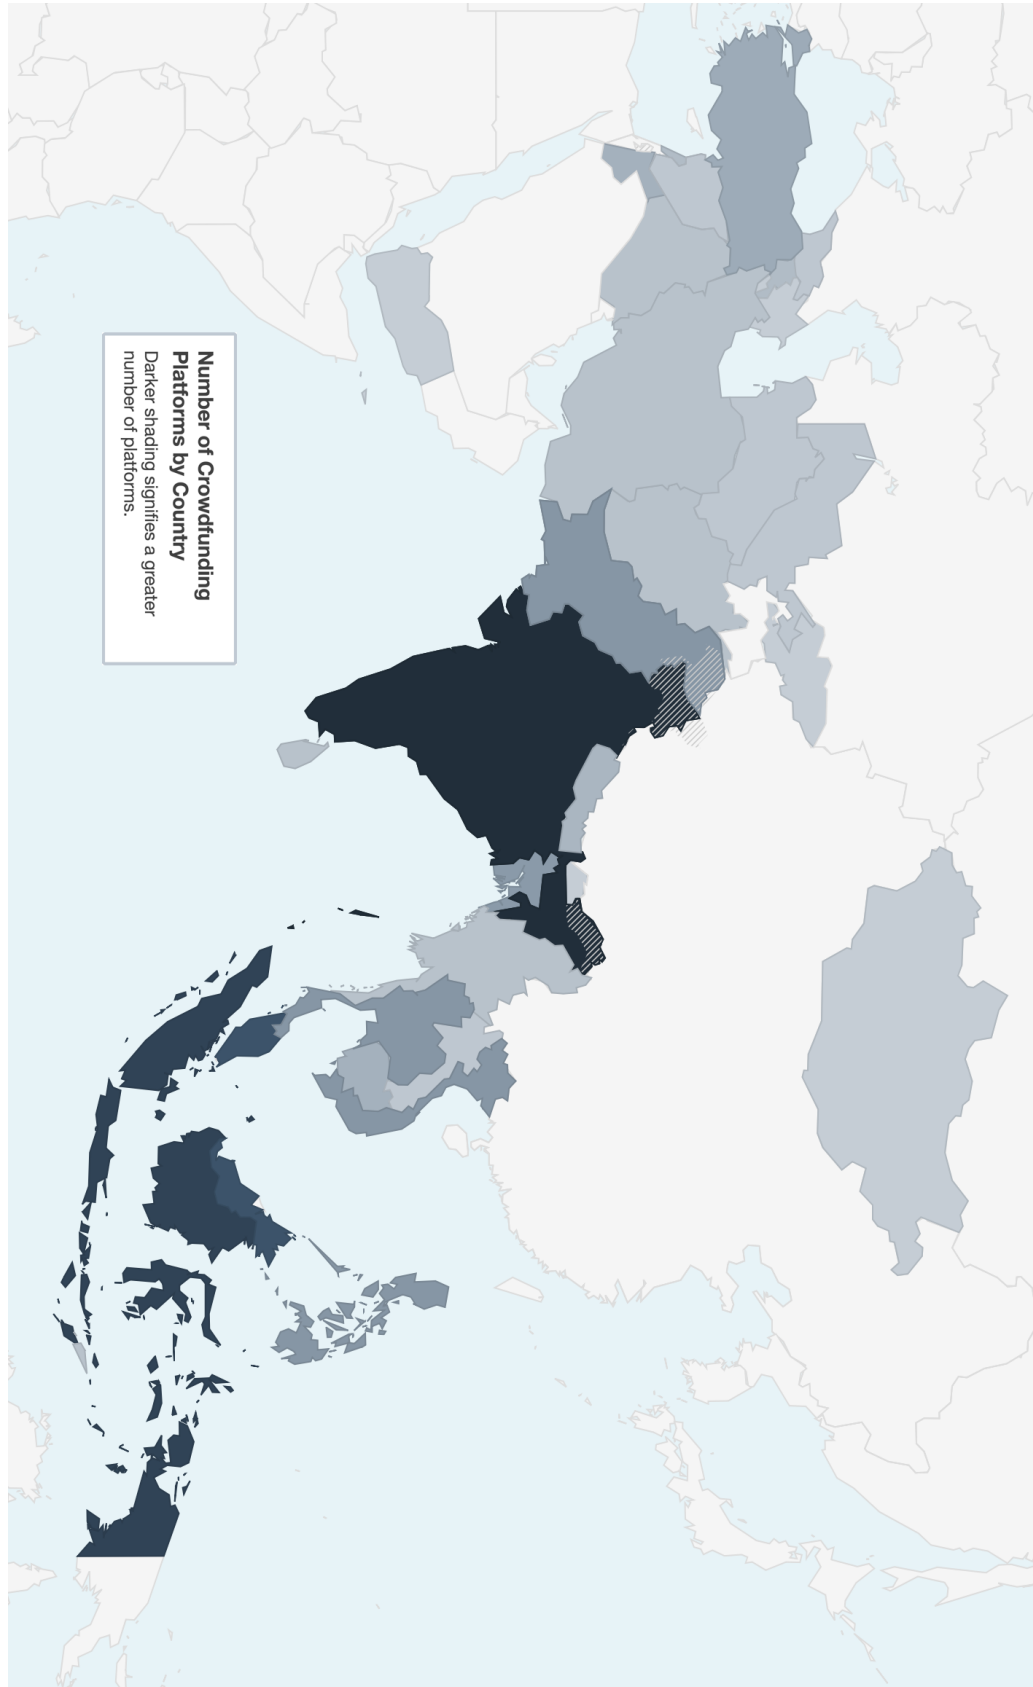 Number of Crowdfunding
Platforms by Country
Darker shading signifies a greater
number of platforms.